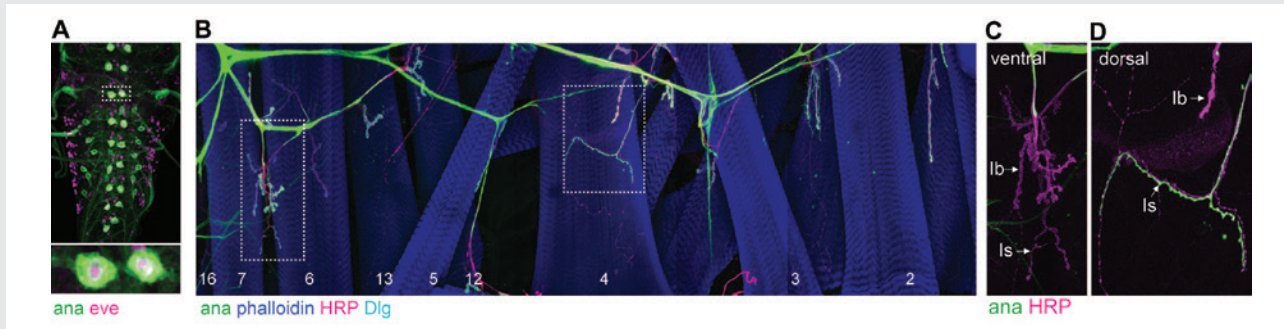 A
B
C
D
ventral
dorsal
Ib
Ib
Is
Is
16 7 6 13 5 12 4 3 2
ana eve
ana phalloidin HRP Dlg
ana HRP